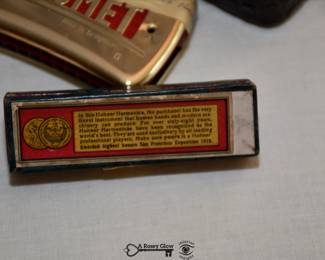 MET
In this Hohner Harmonica, the purchaser has the very
finest instrument that human hands and modern ma-
chinery can produce. For over sixty-eight years,
Hohner Harmonicas have been recognized as the
world's best. They are used exclusively by all leading
professional players. Make sure yours is a Hohner
Awarded highest honors San Francisco Exposition 1915.
A Rosey Glow